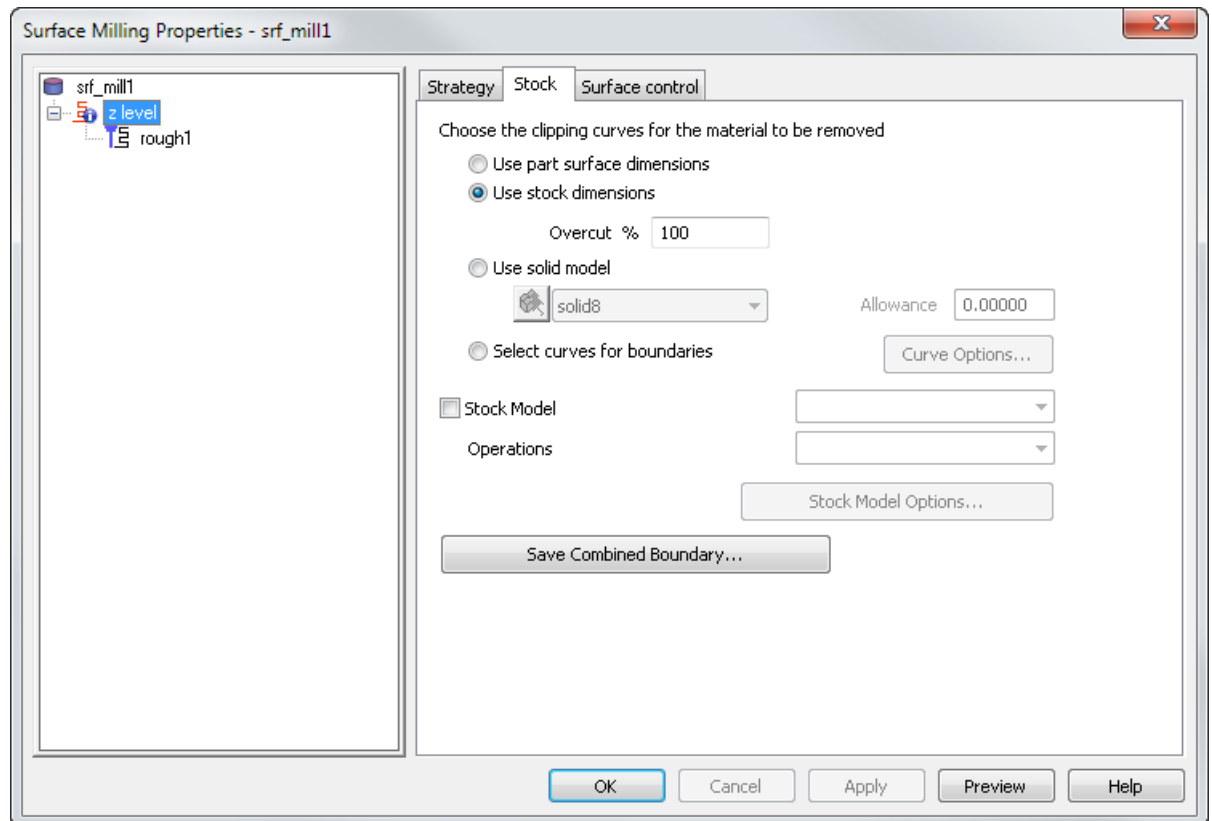 Surface Milling Properties - srf_mill1
srf_mill1
z level
rough1
Strategy Stock Surface control
Choose the clipping curves for the material to be removed
Use part surface dimensions
Use stock dimensions
Overcut % 100
Use solid model
solid8 Allowance 0.00000
Select curves for boundaries Curve Options...
Stock Model
Operations
Stock Model Options...
Save Combined Boundary...
OK Cancel Apply Preview Help